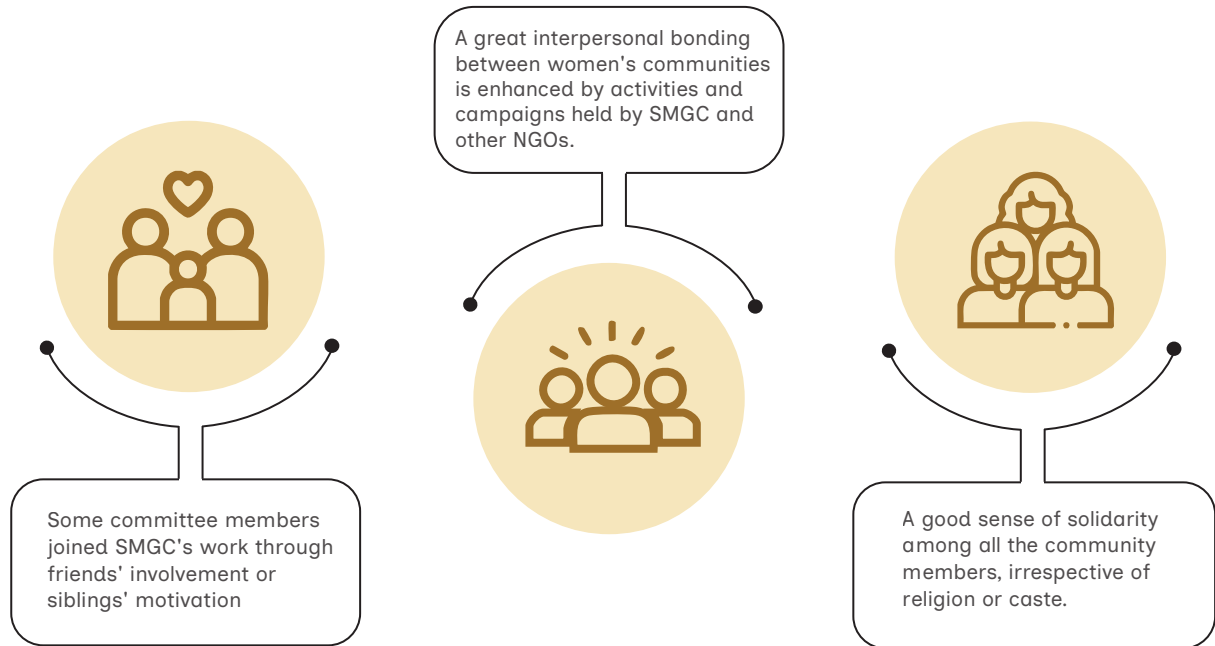 A great interpersonal bonding
between women's communities
is enhanced by activities and
campaigns held by SMGC and
other NGOs.
Some committee members
joined SMGC's work through
friends' involvement or
siblings' motivation
A good sense of solidarity
among all the community
members, irrespective of
religion or caste.